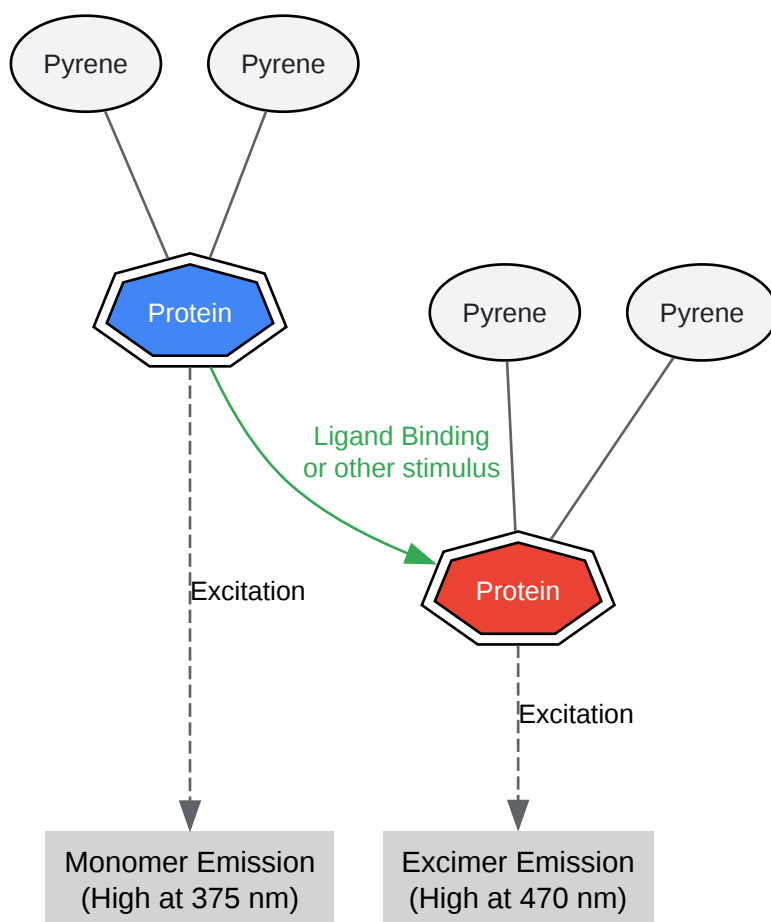 Pyrene
Pyrene
Protein
Pyrene
Pyrene
Ligand Binding
or other stimulus
Excitation
Protein
Excitation
Monomer Emission
(High at 375 nm)
Excimer Emission
(High at 470 nm)